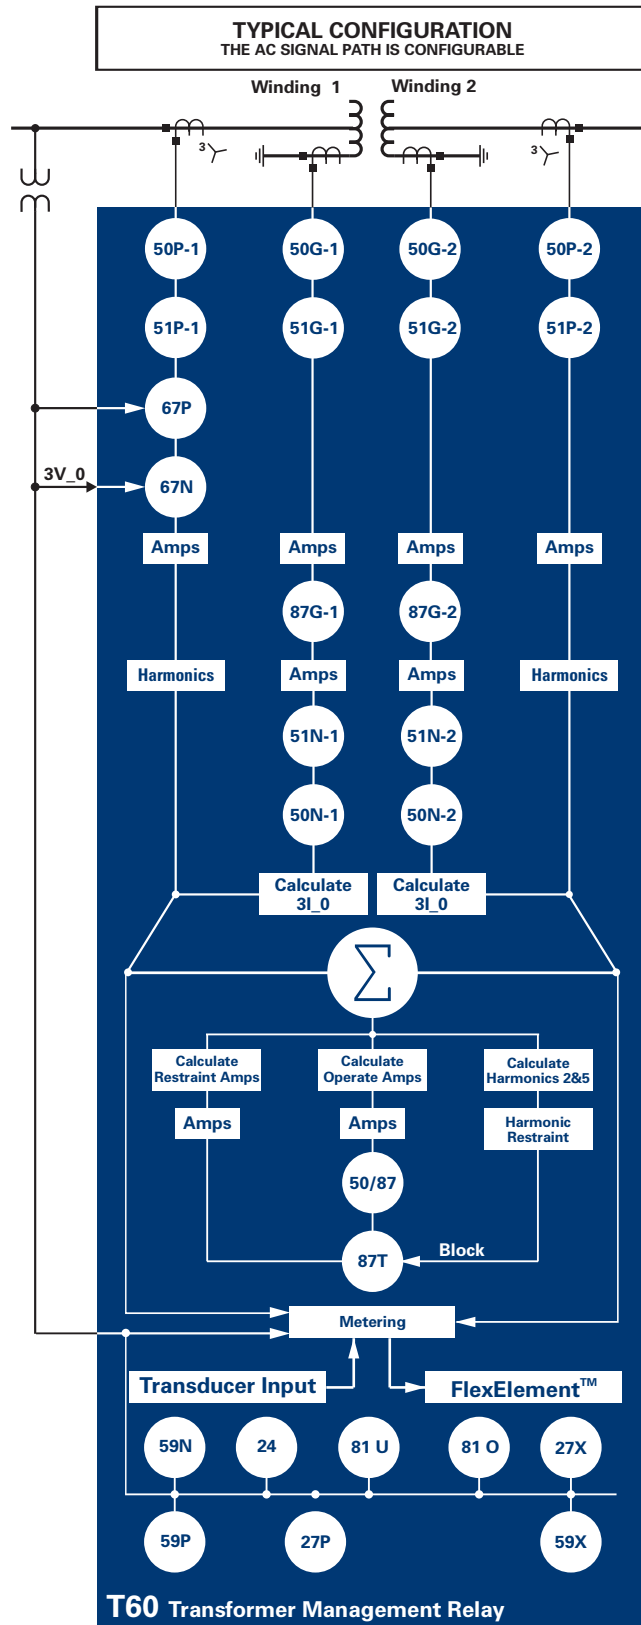 TYPICAL CONFIGURATION
THE AC SIGNAL PATH IS CONFIGURABLE
Winding 1 Winding 2
3 3
50P-1 50G-1 50G-2 50P-2
51P-1 51G-1 51G-2 51P-2
67P
3V_0 67N
Amps Amps Amps Amps
87G-1 87G-2
Harmonics Amps Amps Harmonics
51N-1 51N-2
50N-1 50N-2
Calculate Calculate
3I_0 3I_0
Σ
Calculate Calculate Calculate
Restraint Amps Operate Amps Harmonics 2&5
Amps Amps Harmonic
Restraint
50/87
87T Block
Metering
Transducer Input FlexElement™
59N 24 81 U 81 O 27X
59P 27P 59X
T60 Transformer Management Relay